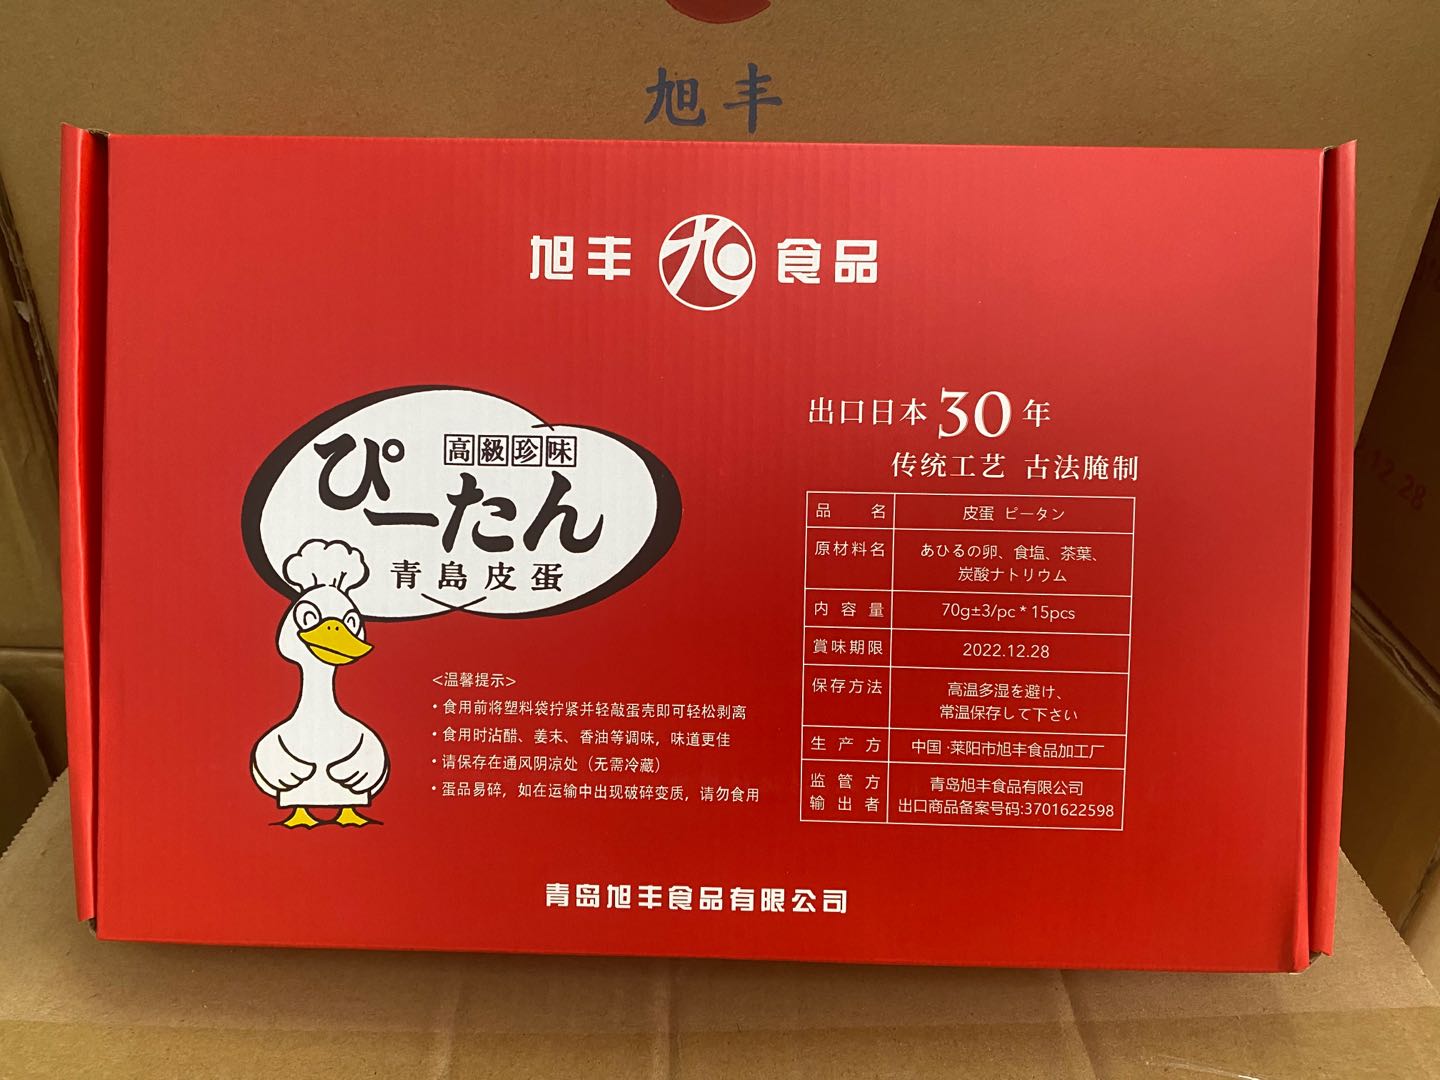 旭丰
旭丰 食品
高級珍味
ぴーたん
青島皮蛋
出口日本30年
传统工艺 古法腌制
品名 皮蛋 ピータン
原材料名 あひるの卵、食塩、茶葉、
炭酸ナトリウム
内容量 70g±3/pc*15pcs
賞味期限 2022.12.28
保存方法 高温多湿を避け、
常温保存して下さい
生产方 中国·莱阳市旭丰食品加工厂
监管方 青岛旭丰食品有限公司
输出者 出口商品备案号码:3701622598
<温馨提示>
•食用前将塑料袋拧紧并轻敲蛋壳即可轻松剥离
•食用时沾醋、姜末、香油等调味，味道更佳
•请保存在通风阴凉处（无需冷藏）
•蛋品易碎，如在运输中出现破碎变质，请勿食用
青岛旭丰食品有限公司
12 28